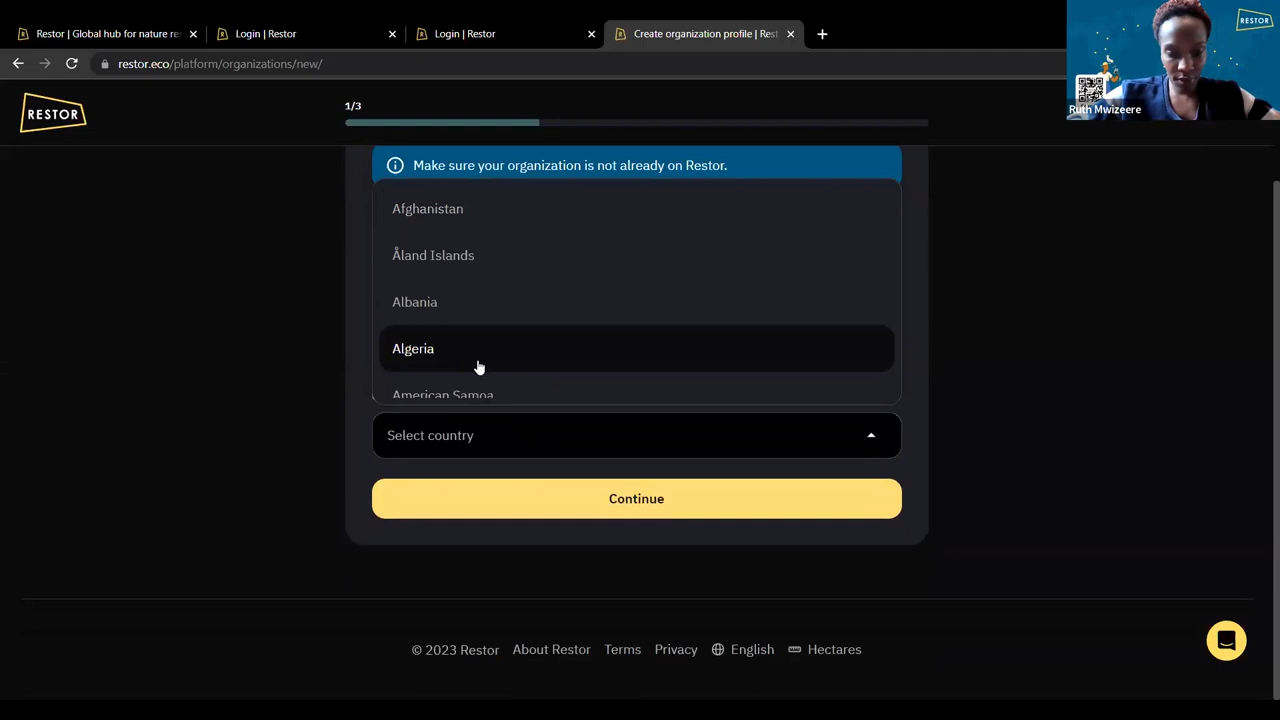 Restor | Global hub for nature re
Login | Restor
Login | Restor
Create organization profile | Rest
restor.eco/platform/organizations/new/
RESTOR
Ruth Mwizeere
RESTOR
1/3
Make sure your organization is not already on Restor.
Afghanistan
Åland Islands
Albania
Algeria
American Samoa
Select country
Continue
© 2023 Restor About Restor Terms Privacy English Hectares